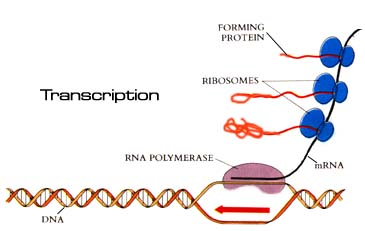 FORMING
PROTEIN
RIBOSOMES
Transcription
RNA POLYMERASE
mRNA
DNA